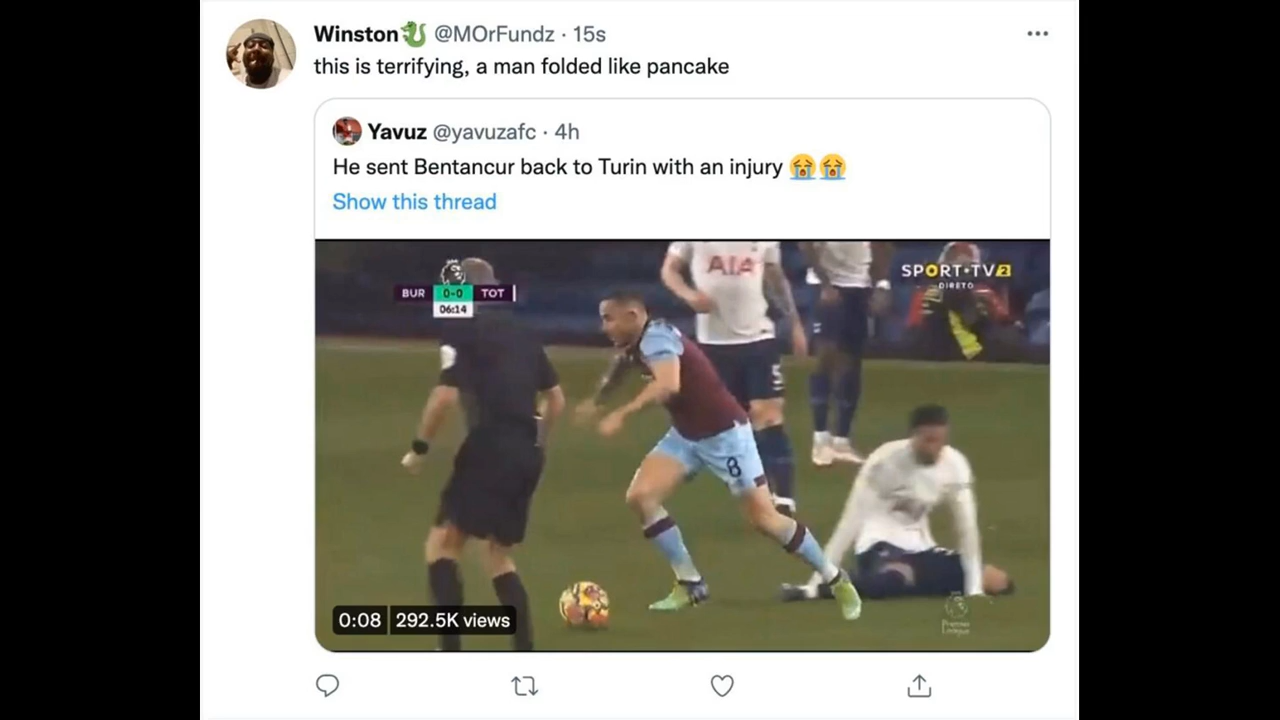 Winston🐉 @MOrFundz · 15s
this is terrifying, a man folded like pancake
Yavuz @yavuzafc · 4h
He sent Bentancur back to Turin with an injury 😭😭
Show this thread
SPORT•TV2
DIRETO
BUR 0-0 TOT
06:14
AIA
5
8
Premier
League
0:08 292.5K views